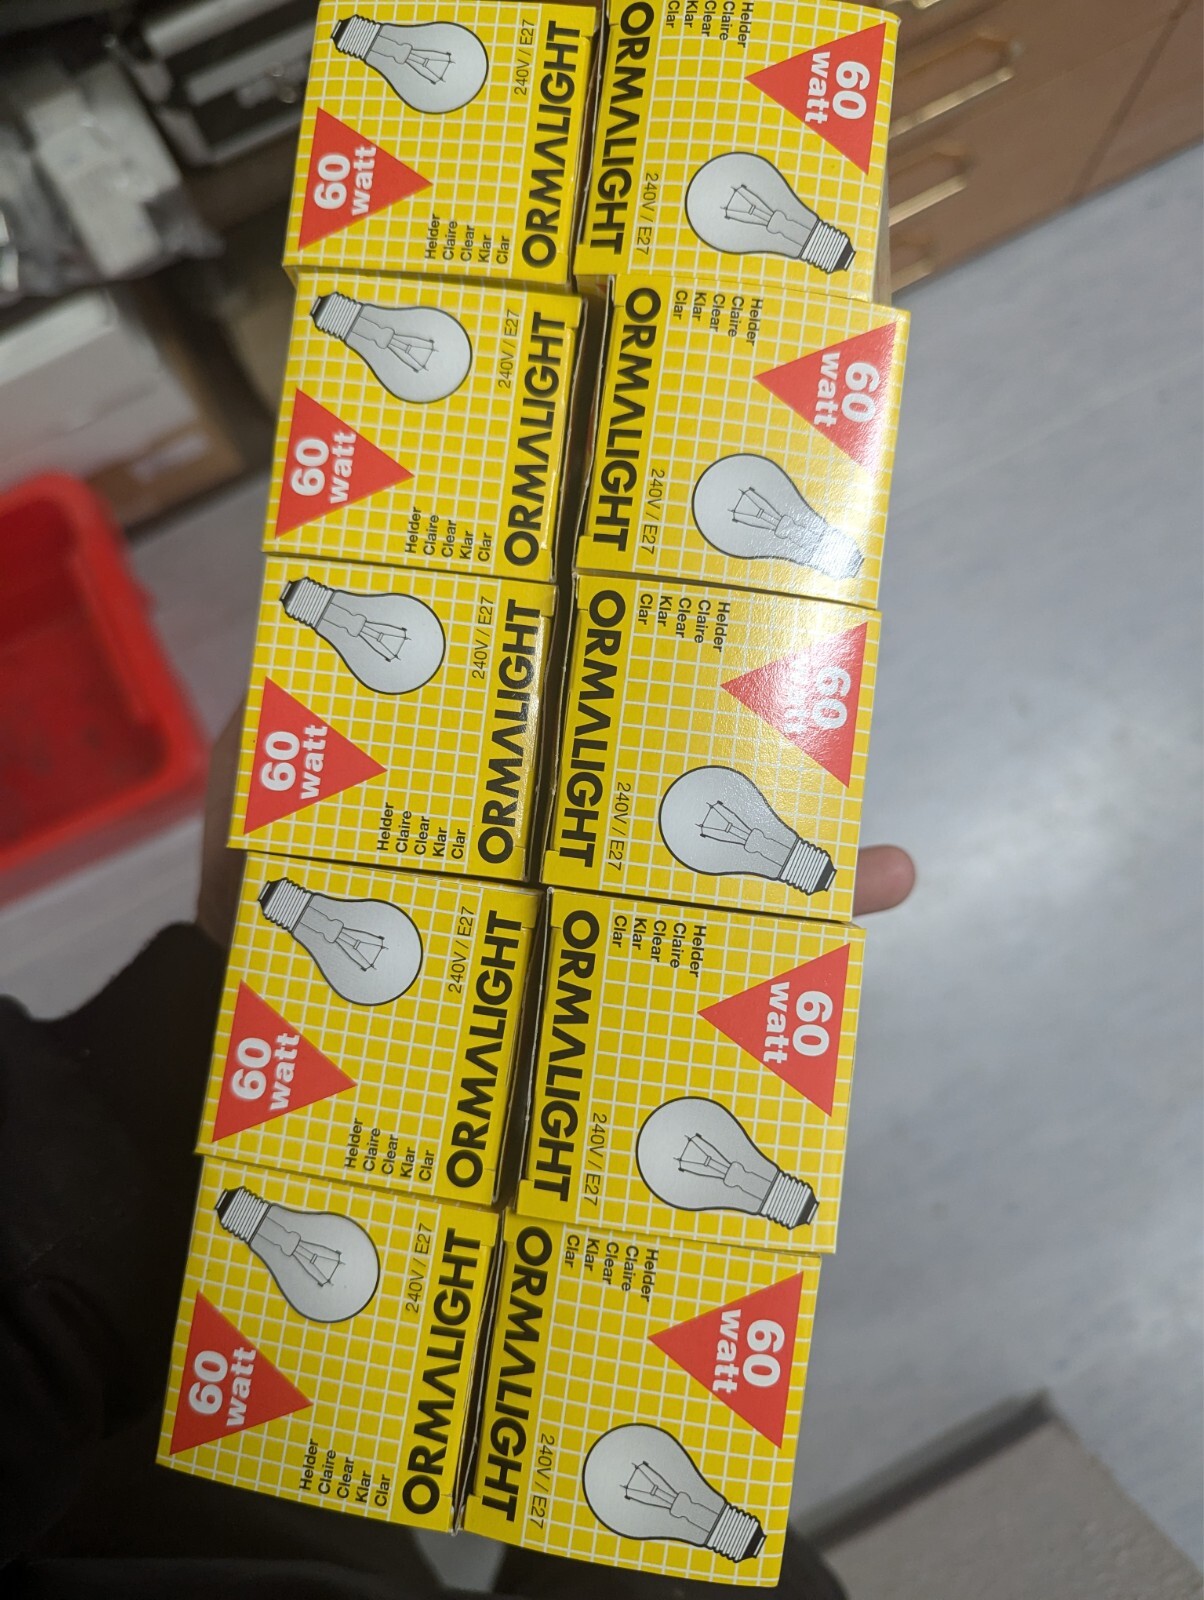 60
watt
Helder
Claire
Clear
Klar
Clar
240V / E27
ORMALIGHT
60
watt
Helder
Claire
Clear
Klar
Clar
240V / E27
ORMALIGHT
60
watt
Helder
Claire
Clear
Klar
Clar
240V / E27
ORMALIGHT
60
watt
Helder
Claire
Clear
Klar
Clar
240V / E27
ORMALIGHT
60
watt
Helder
Claire
Clear
Klar
Clar
240V / E27
ORMALIGHT
60
watt
Helder
Claire
Clear
Klar
Clar
240V / E27
ORMALIGHT
60
watt
Helder
Claire
Clear
Klar
Clar
240V / E27
ORMALIGHT
60
watt
Helder
Claire
Clear
Klar
Clar
240V / E27
ORMALIGHT
60
watt
Helder
Claire
Clear
Klar
Clar
240V / E27
ORMALIGHT
60
watt
Helder
Claire
Clear
Klar
Clar
240V / E27
ORMALIGHT